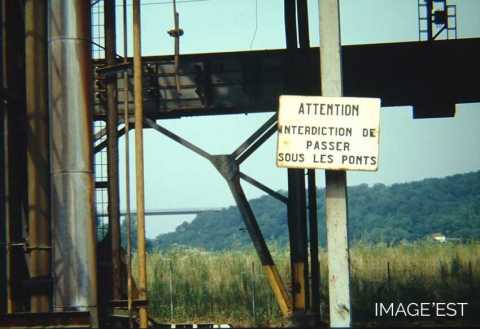 ATTENTION
INTERDICTION DE
PASSER
SOUS LES PONTS
IMAGE'EST